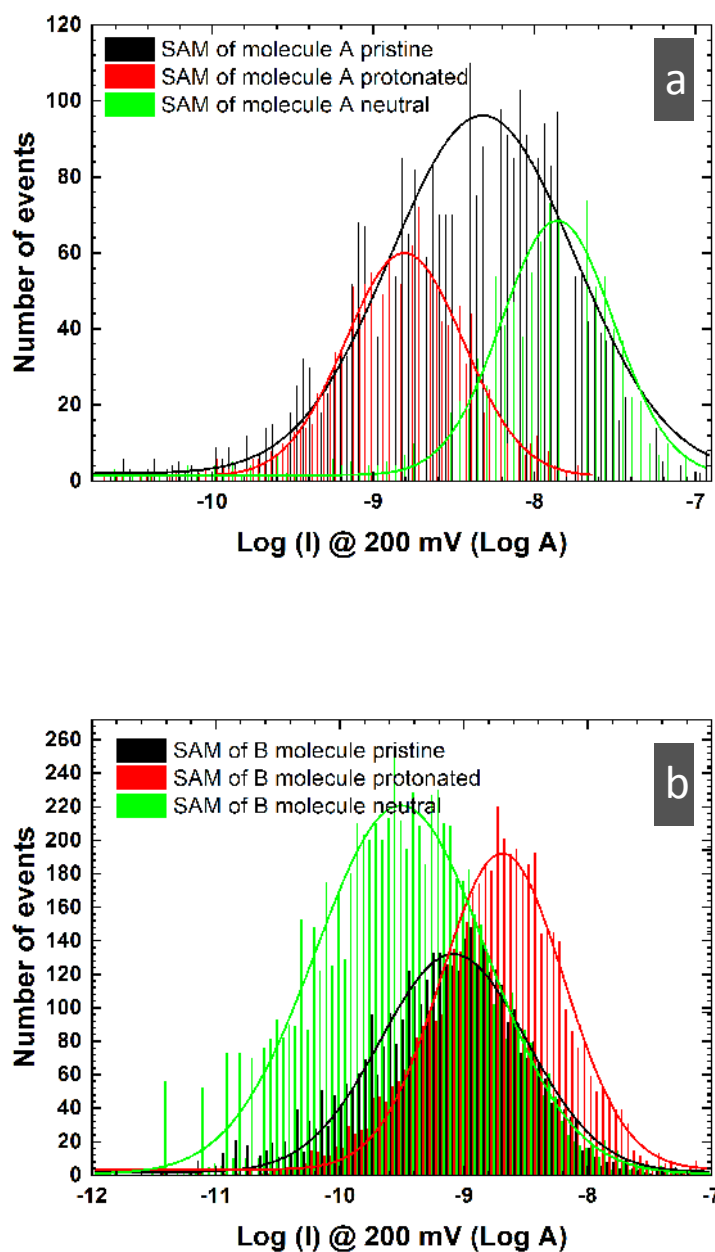 120
100
80
60
40
20
0
Number of events
SAM of molecule A pristine
SAM of molecule A protonated
SAM of molecule A neutral
a
-10
-9
-8
-7
Log (I) @ 200 mV (Log A)
260
240
220
200
180
160
140
120
100
80
60
40
20
0
Number of events
SAM of B molecule pristine
SAM of B molecule protonated
SAM of B molecule neutral
b
-12
-11
-10
-9
-8
-7
Log (I) @ 200 mV (Log A)